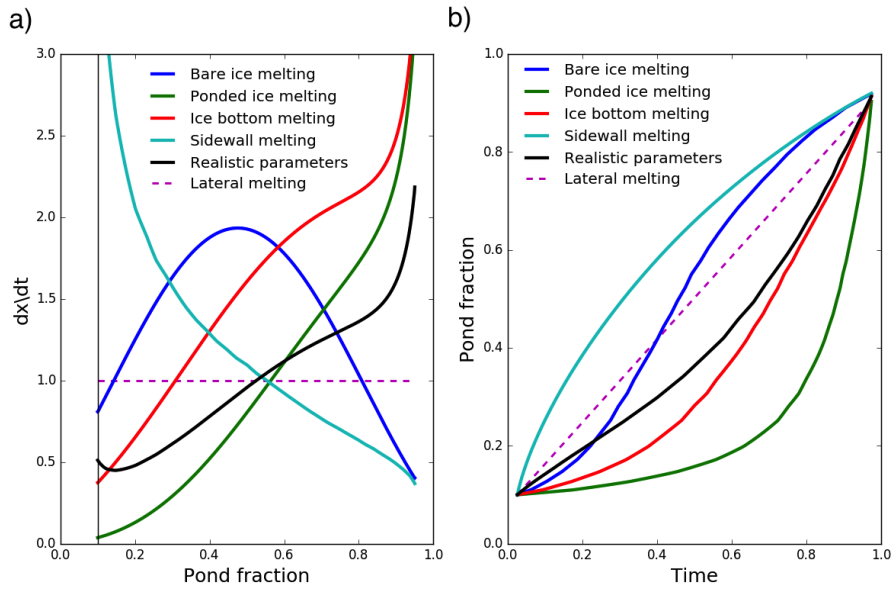 a)
3.0
2.5
2.0
1.5
1.0
0.5
0.0
dx\dt
Bare ice melting
Ponded ice melting
Ice bottom melting
Sidewall melting
Realistic parameters
Lateral melting
0.0 0.2 0.4 0.6 0.8 1.0
Pond fraction
b)
1.0
0.8
0.6
0.4
0.2
0.0
Pond fraction
Bare ice melting
Ponded ice melting
Ice bottom melting
Sidewall melting
Realistic parameters
Lateral melting
0.0 0.2 0.4 0.6 0.8 1.0
Time